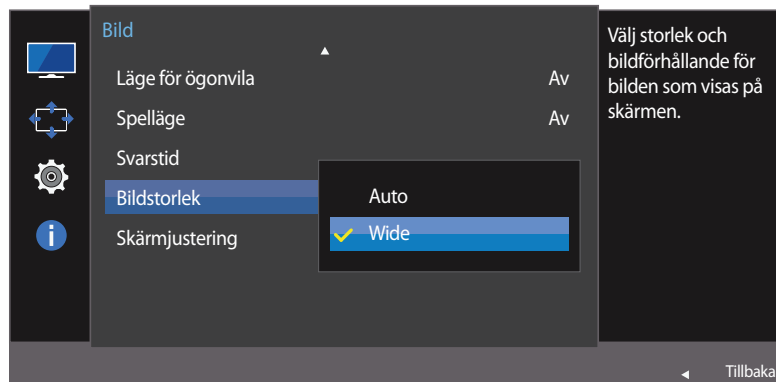 Bild
Läge för ögonvila Av
Spelläge Av
Svarstid
Bildstorlek
Skärmjustering
Auto
Wide
Välj storlek och
bildförhållande för
bilden som visas på
skärmen.
Tillbaka